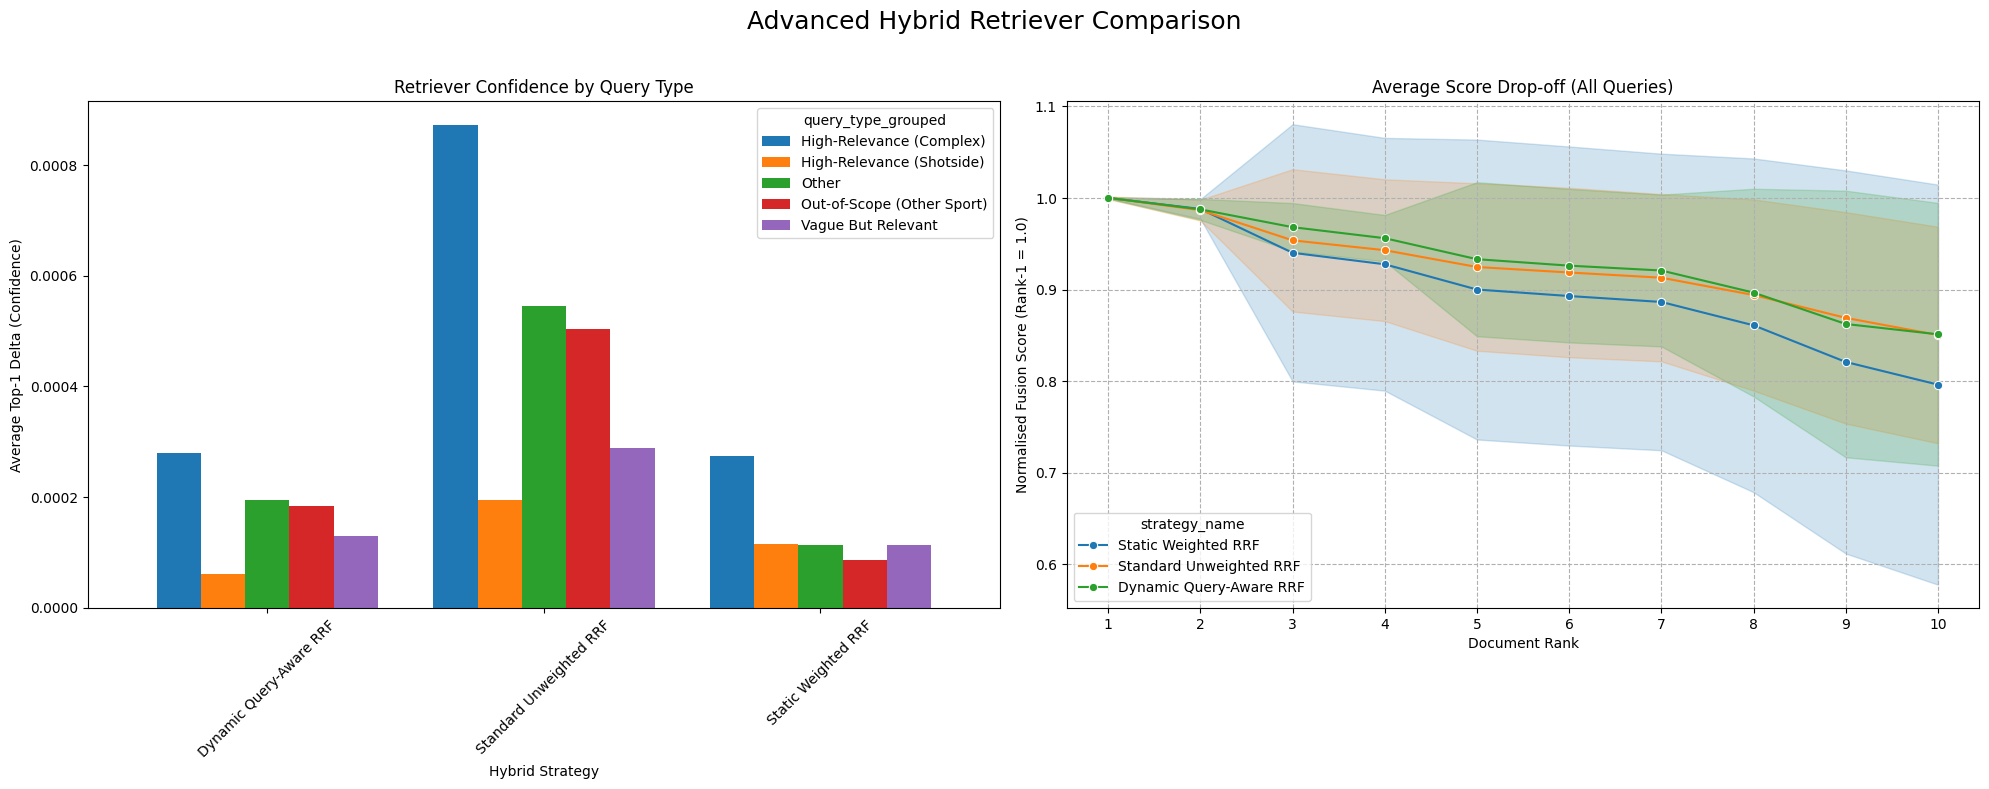 Advanced Hybrid Retriever Comparison
Retriever Confidence by Query Type
Average Top-1 Delta (Confidence)
0.0008
0.0006
0.0004
0.0002
0.0000
query_type_grouped
High-Relevance (Complex)
High-Relevance (Shotside)
Other
Out-of-Scope (Other Sport)
Vague But Relevant
Dynamic Query-Aware RRF
Standard Unweighted RRF
Static Weighted RRF
Hybrid Strategy
Average Score Drop-off (All Queries)
Normalised Fusion Score (Rank-1 = 1.0)
1.1
1.0
0.9
0.8
0.7
0.6
strategy_name
Static Weighted RRF
Standard Unweighted RRF
Dynamic Query-Aware RRF
1 2 3 4 5 6 7 8 9 10
Document Rank